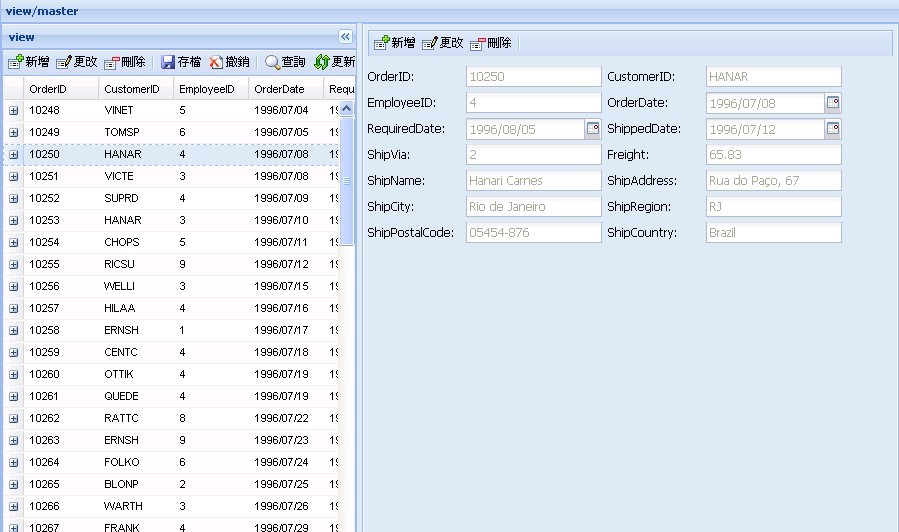 view/master
view
新增 更改 刪除 存檔 撤銷 查詢 更新
OrderID CustomerID EmployeeID OrderDate Requ
10248 VINET 5 1996/07/04 19
10249 TOMSP 6 1996/07/05 19
10250 HANAR 4 1996/07/08 19
10251 VICTE 3 1996/07/08 19
10252 SUPRD 4 1996/07/09 19
10253 HANAR 3 1996/07/10 19
10254 CHOPS 5 1996/07/11 19
10255 RICSU 9 1996/07/12 19
10256 WELLI 3 1996/07/15 19
10257 HILAA 4 1996/07/16 19
10258 ERNSH 1 1996/07/17 19
10259 CENTC 4 1996/07/18 19
10260 OTTIK 4 1996/07/19 19
10261 QUEDE 4 1996/07/19 19
10262 RATTC 8 1996/07/22 19
10263 ERNSH 9 1996/07/23 19
10264 FOLKO 6 1996/07/24 19
10265 BLONP 2 1996/07/25 19
10266 WARTH 3 1996/07/26 19
10267 FRANK 4 1996/07/29 19
新增 更改 刪除
OrderID: 10250 CustomerID: HANAR
EmployeeID: 4 OrderDate: 1996/07/08
RequiredDate: 1996/08/05 ShippedDate: 1996/07/12
ShipVia: 2 Freight: 65.83
ShipName: Hanari Carnes ShipAddress: Rua do Paço, 67
ShipCity: Rio de Janeiro ShipRegion: RJ
ShipPostalCode: 05454-876 ShipCountry: Brazil